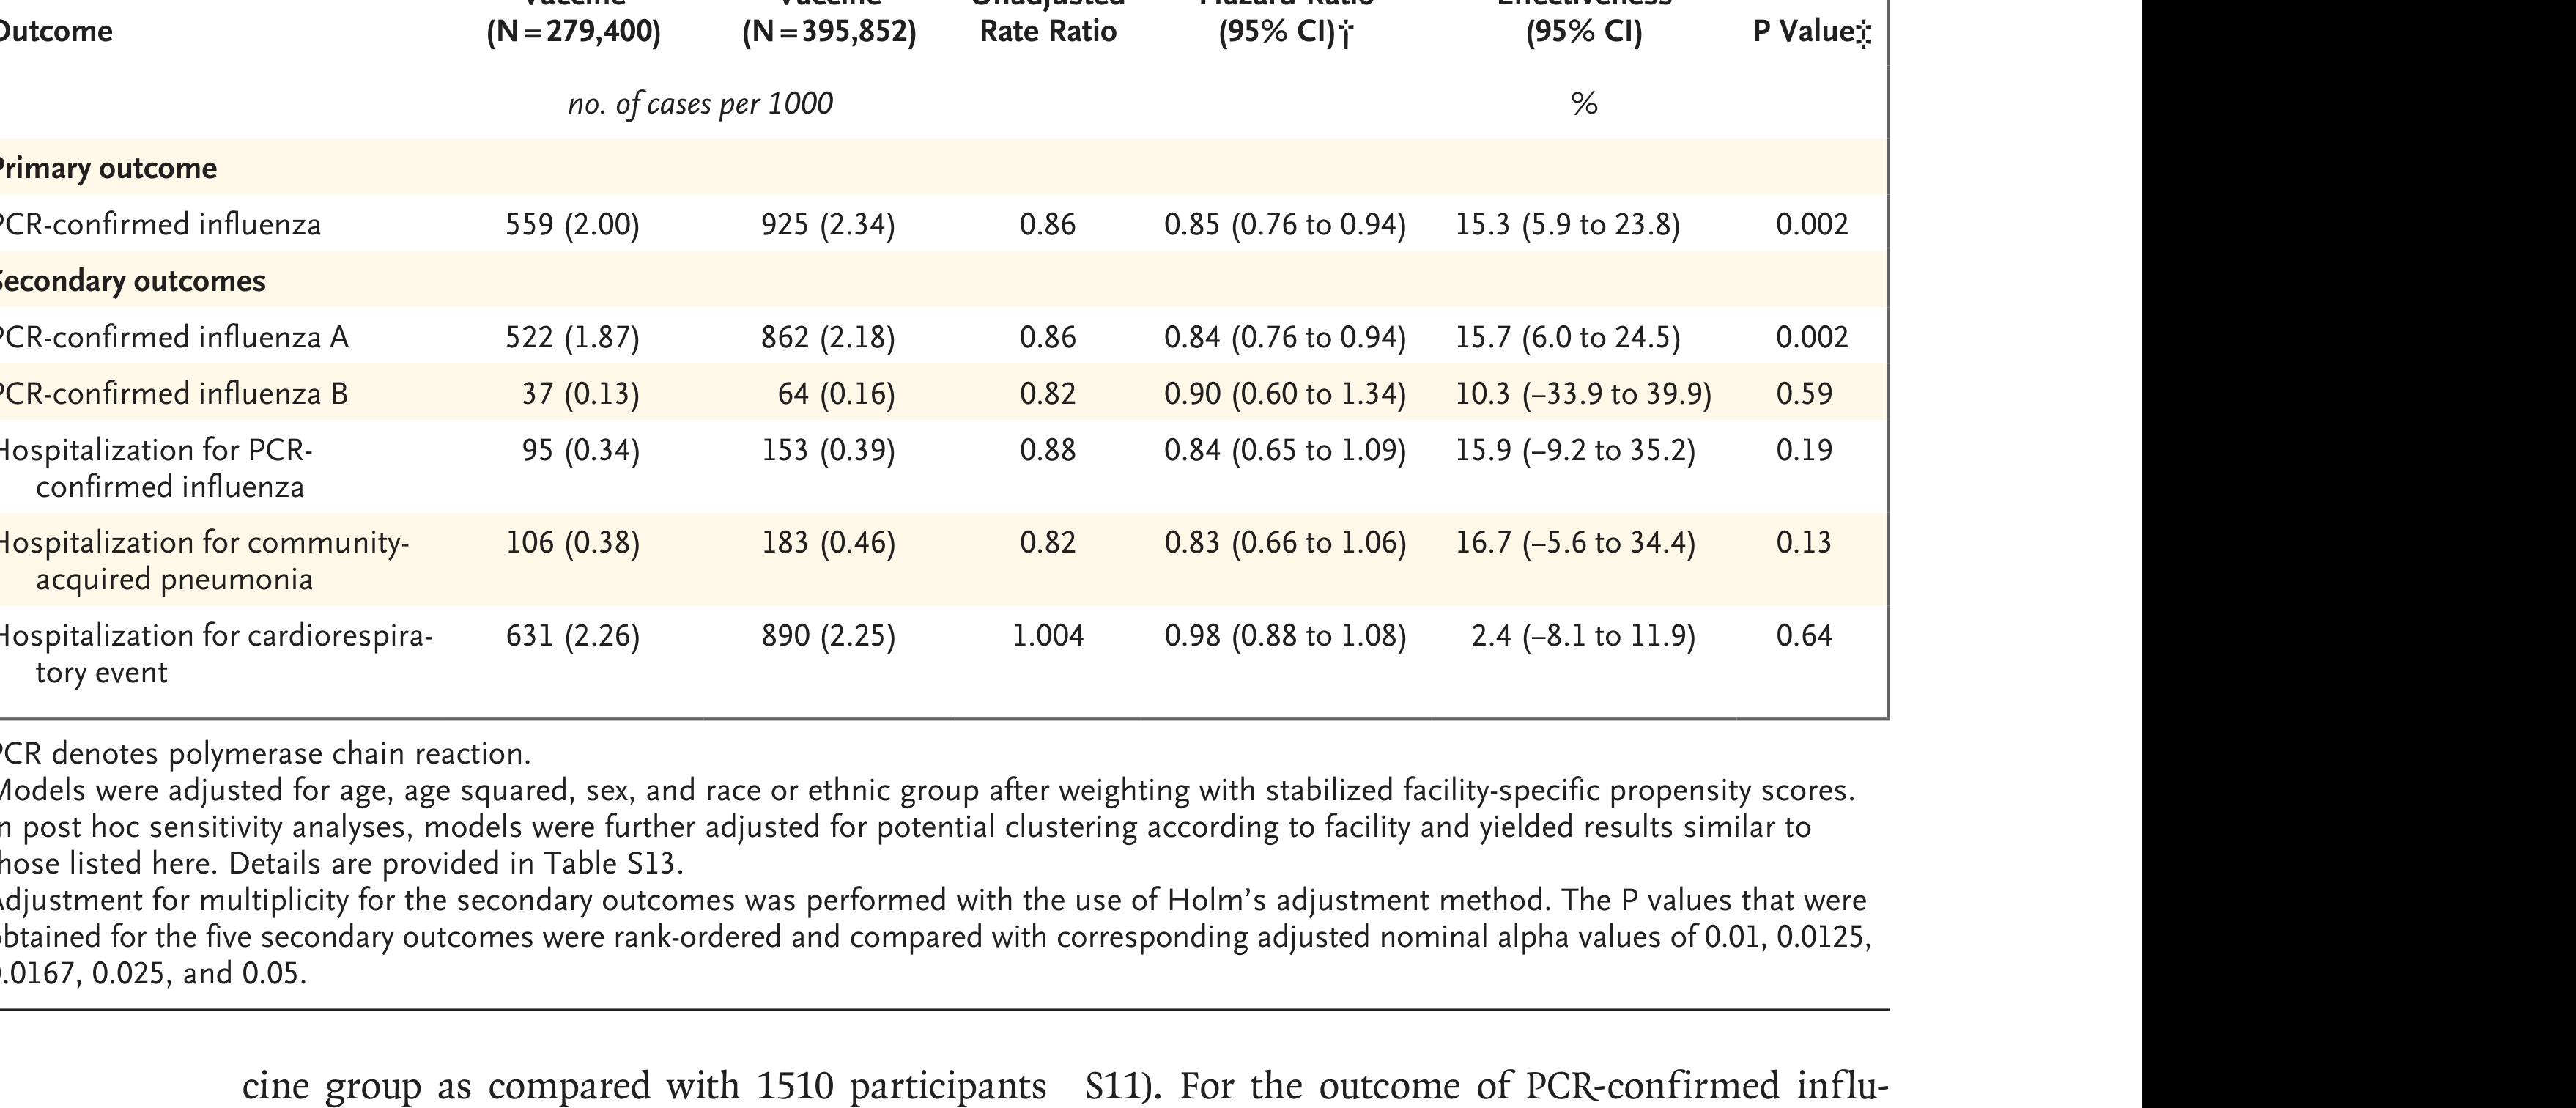 Outcome (N=279,400) (N=395,852) Rate Ratio (95% CI)† (95% CI) P Value‡
no. of cases per 1000 %
Primary outcome
PCR-confirmed influenza 559 (2.00) 925 (2.34) 0.86 0.85 (0.76 to 0.94) 15.3 (5.9 to 23.8) 0.002
Secondary outcomes
PCR-confirmed influenza A 522 (1.87) 862 (2.18) 0.86 0.84 (0.76 to 0.94) 15.7 (6.0 to 24.5) 0.002
PCR-confirmed influenza B 37 (0.13) 64 (0.16) 0.82 0.90 (0.60 to 1.34) 10.3 (–33.9 to 39.9) 0.59
Hospitalization for PCR- 95 (0.34) 153 (0.39) 0.88 0.84 (0.65 to 1.09) 15.9 (–9.2 to 35.2) 0.19
confirmed influenza
Hospitalization for community- 106 (0.38) 183 (0.46) 0.82 0.83 (0.66 to 1.06) 16.7 (–5.6 to 34.4) 0.13
acquired pneumonia
Hospitalization for cardiorespira- 631 (2.26) 890 (2.25) 1.004 0.98 (0.88 to 1.08) 2.4 (–8.1 to 11.9) 0.64
tory event
PCR denotes polymerase chain reaction.
Models were adjusted for age, age squared, sex, and race or ethnic group after weighting with stabilized facility-specific propensity scores.
In post hoc sensitivity analyses, models were further adjusted for potential clustering according to facility and yielded results similar to
those listed here. Details are provided in Table S13.
Adjustment for multiplicity for the secondary outcomes was performed with the use of Holm's adjustment method. The P values that were
obtained for the five secondary outcomes were rank-ordered and compared with corresponding adjusted nominal alpha values of 0.01, 0.0125,
0.0167, 0.025, and 0.05.
cine group as compared with 1510 participants
S11). For the outcome of PCR-confirmed influ-